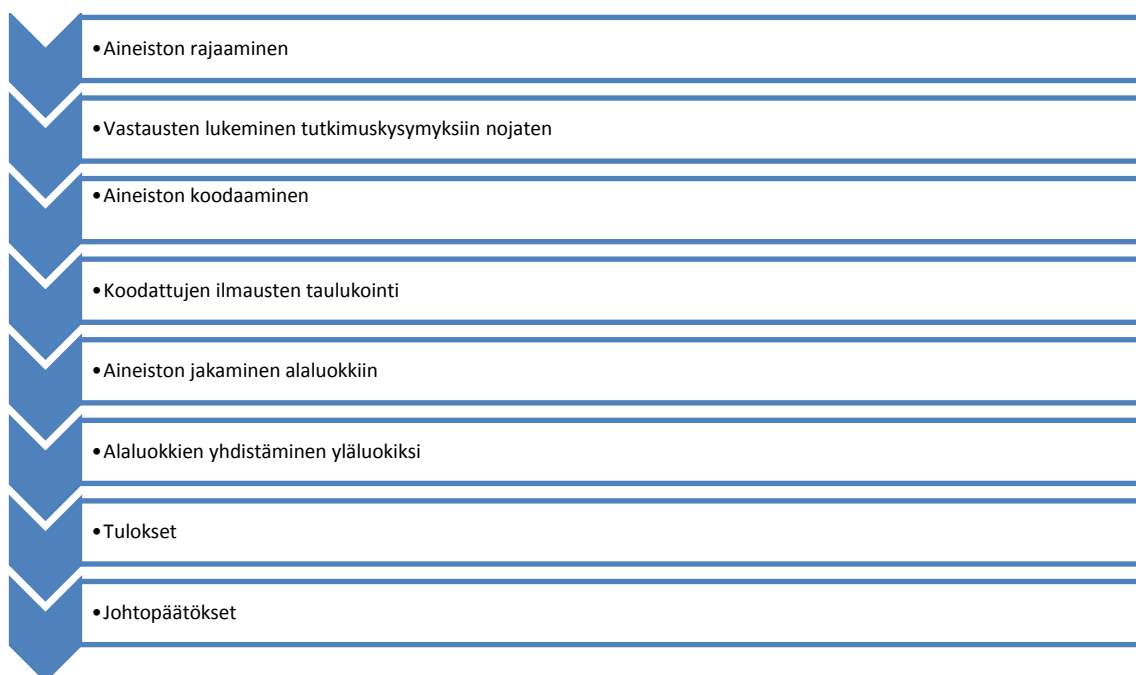 •Aineiston rajaaminen
•Vastausten lukeminen tutkimuskysymyksiin nojaten
•Aineiston koodaaminen
•Koodattujen ilmausten taulukointi
•Aineiston jakaminen alaluokkiin
•Alaluokkien yhdistäminen yläluokiksi
•Tulokset
•Johtopäätökset